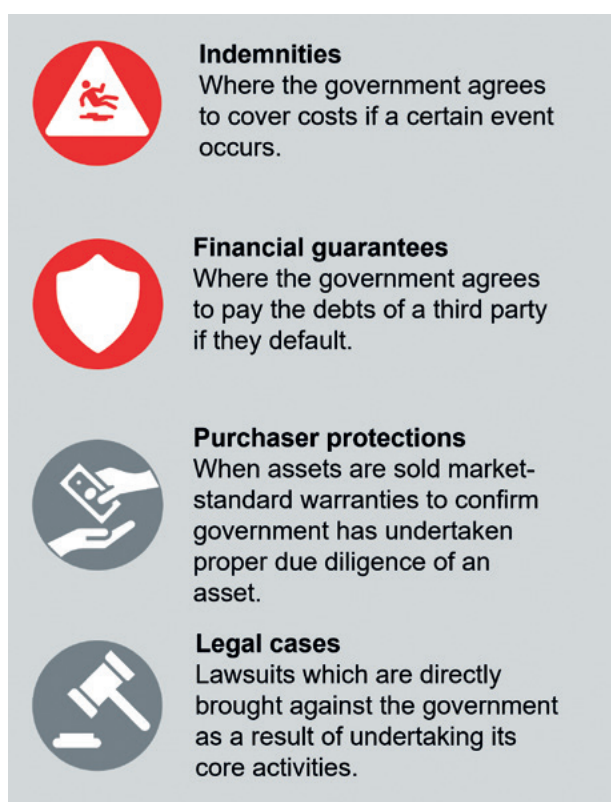 Indemnities
Where the government agrees
to cover costs if a certain event
occurs.
Financial guarantees
Where the government agrees
to pay the debts of a third party
if they default.
Purchaser protections
When assets are sold market-
standard warranties to confirm
government has undertaken
proper due diligence of an
asset.
Legal cases
Lawsuits which are directly
brought against the government
as a result of undertaking its
core activities.